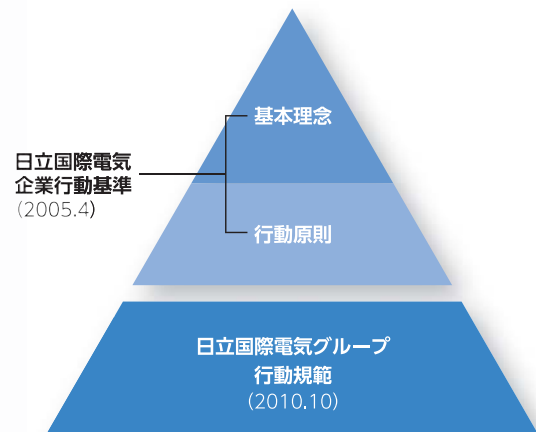 基本理念
日立国際電気
企業行動基準
(2005.4)
行動原則
日立国際電気グループ
行動規範
(2010.10)